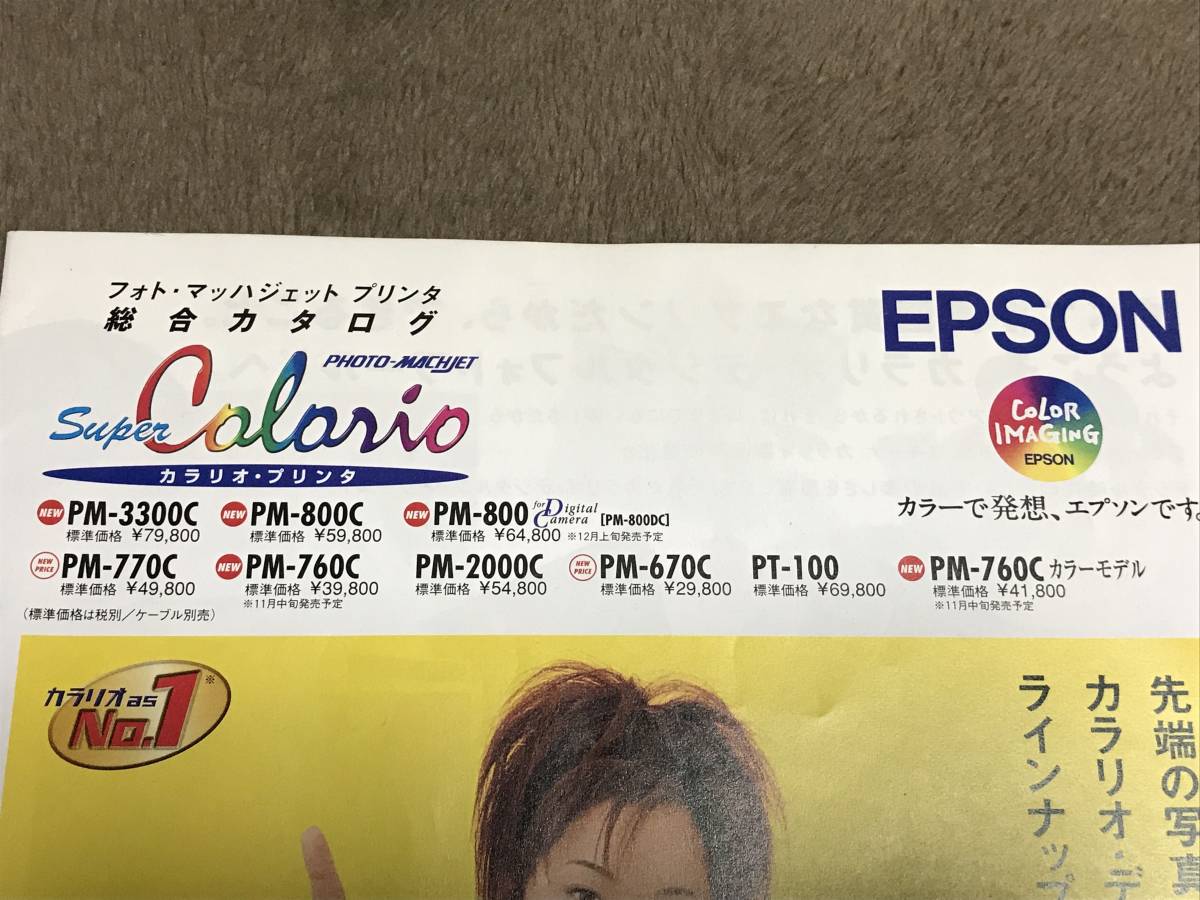 フォト・マッハジェット プリンタ
総合カタログ
PHOTO-MACHJET
Super Colorio
カラリオ・プリンタ
EPSON
COLOR
IMAGING
EPSON
カラーで発想、エプソンです。
NEW PM-3300C NEW PM-800C NEW PM-800 for Digital Camera [PM-800DC]
標準価格 ¥79,800 標準価格 ¥59,800 標準価格 ¥64,800 ※12月上旬発売予定
NEW PRICE PM-770C NEW PM-760C PM-2000C NEW PRICE PM-670C PT-100 NEW PM-760C カラーモデル
標準価格 ¥49,800 標準価格 ¥39,800 標準価格 ¥54,800 標準価格 ¥29,800 標準価格 ¥69,800 標準価格 ¥41,800
※11月中旬発売予定 ※11月中旬発売予定
(標準価格は税別/ケーブル別売)
カラリオas
No.1※
先端の写真
カラリオ・デ
ラインナップ